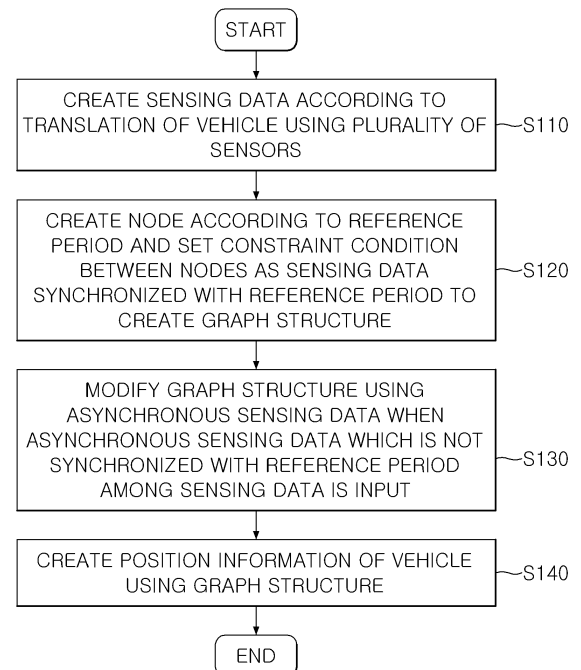 START
CREATE SENSING DATA ACCORDING TO
TRANSLATION OF VEHICLE USING PLURALITY OF
SENSORS
S110
CREATE NODE ACCORDING TO REFERENCE
PERIOD AND SET CONSTRAINT CONDITION
BETWEEN NODES AS SENSING DATA
SYNCHRONIZED WITH REFERENCE PERIOD TO
CREATE GRAPH STRUCTURE
S120
MODIFY GRAPH STRUCTURE USING
ASYNCHRONOUS SENSING DATA WHEN
ASYNCHRONOUS SENSING DATA WHICH IS NOT
SYNCHRONIZED WITH REFERENCE PERIOD
AMONG SENSING DATA IS INPUT
S130
CREATE POSITION INFORMATION OF VEHICLE
USING GRAPH STRUCTURE
S140
END